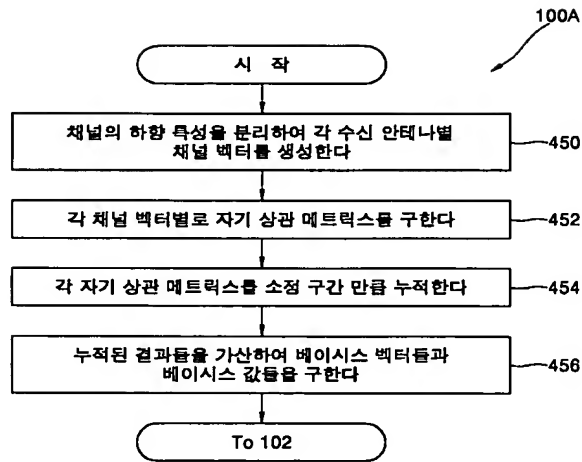 100A
시 작
채널의 하향 특성을 분리하여 각 수신 안테나별
채널 벡터를 생성한다
450
각 채널 벡터별로 자기 상관 메트릭스를 구한다
452
각 자기 상관 메트릭스를 소정 구간 만큼 누적한다
454
누적된 결과들을 가산하여 베이시스 벡터들과
베이시스 값들을 구한다
456
To 102